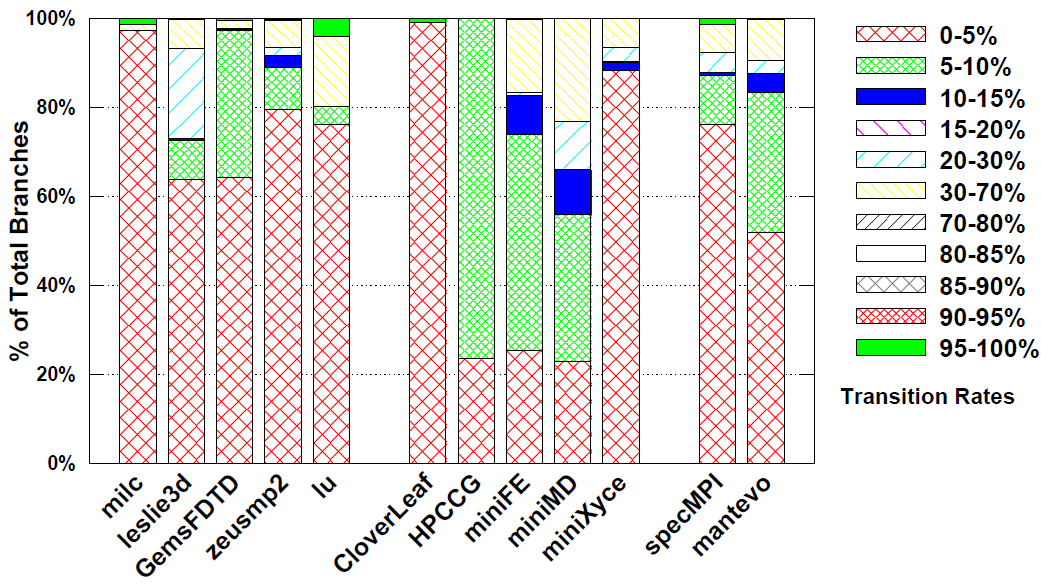 % of Total Branches
100%
80%
60%
40%
20%
0%
milc
leslie3d
GemsFDTD
zeusmp2
lu
CloverLeaf
HPCCG
miniFE
miniMD
miniXyce
specMPI
mantevo
0-5%
5-10%
10-15%
15-20%
20-30%
30-70%
70-80%
80-85%
85-90%
90-95%
95-100%
Transition Rates